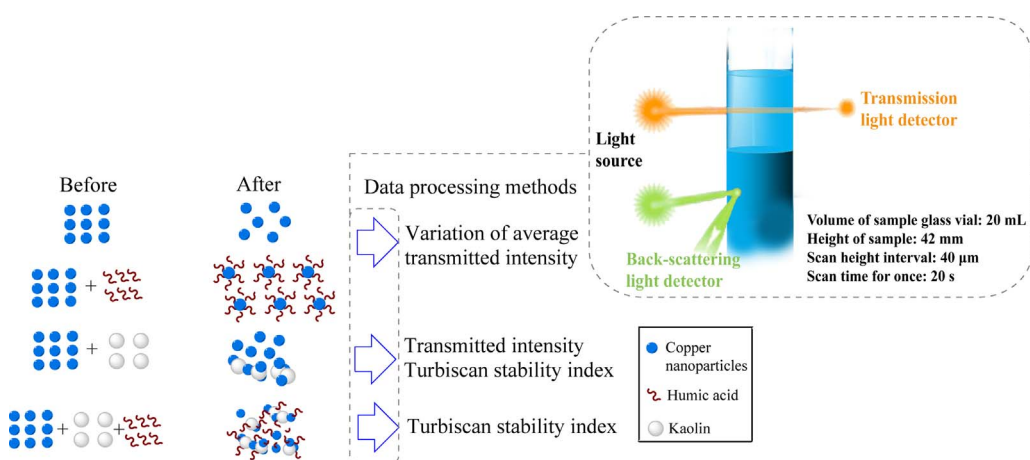 Transmission
light detector
Light
source
Back-scattering
light detector
Volume of sample glass vial: 20 mL
Height of sample: 42 mm
Scan height interval: 40 μm
Scan time for once: 20 s
Before
After
Data processing methods
Variation of average
transmitted intensity
+
+
Transmitted intensity
Turbiscan stability index
+
+
Turbiscan stability index
Copper
nanoparticles
Humic acid
Kaolin